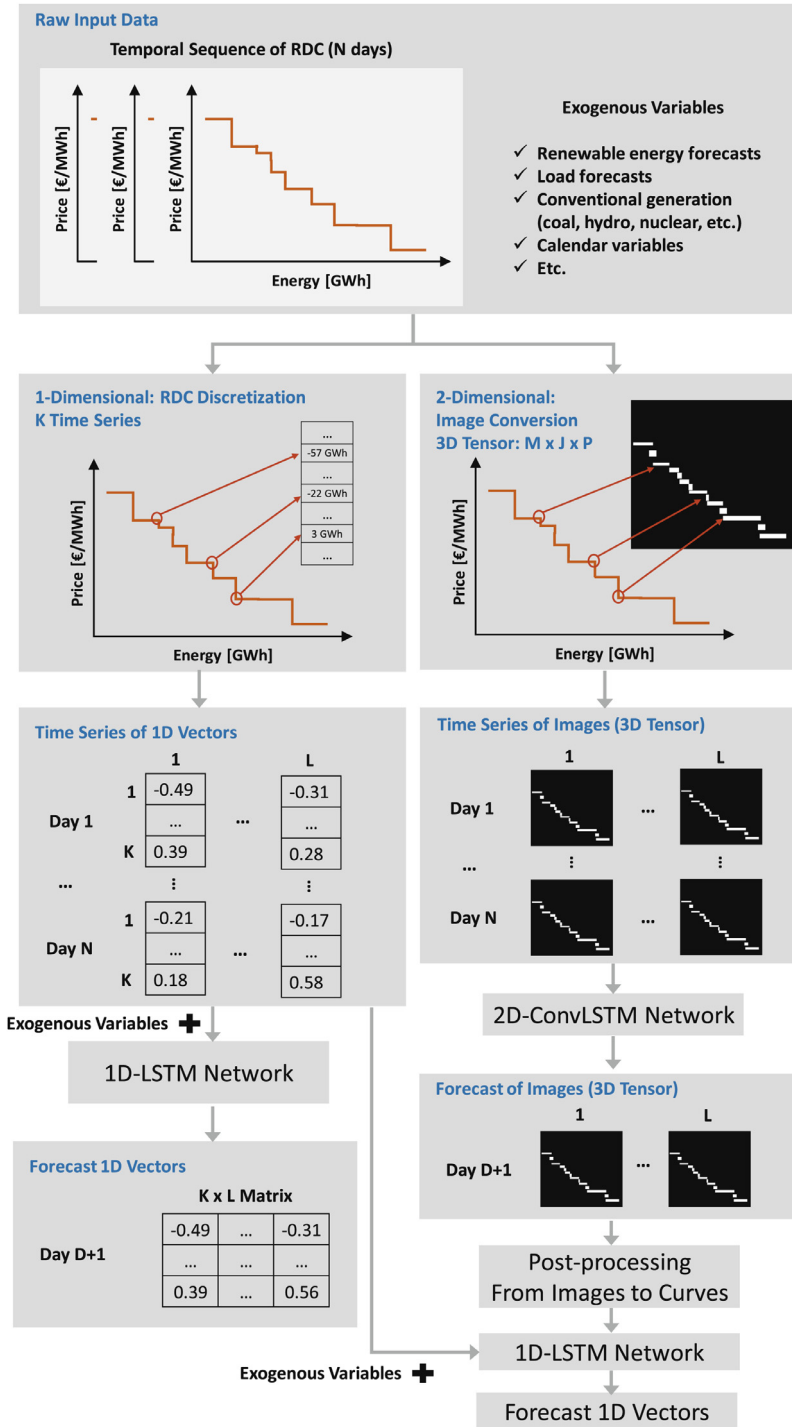 Raw Input Data
Temporal Sequence of RDC (N days)
Price [€/MWh]
Price [€/MWh]
Price [€/MWh]
Energy [GWh]
Exogenous Variables
✓ Renewable energy forecasts
✓ Load forecasts
✓ Conventional generation
(coal, hydro, nuclear, etc.)
✓ Calendar variables
✓ Etc.
1-Dimensional: RDC Discretization
K Time Series
...
-57 GWh
...
-22 GWh
...
3 GWh
...
Price [€/MWh]
Energy [GWh]
2-Dimensional:
Image Conversion
3D Tensor: M x J x P
Price [€/MWh]
Energy [GWh]
Time Series of 1D Vectors
1 L
1 -0.49 -0.31
Day 1 ... ... ...
K 0.39 0.28
... ⋮ ⋮
1 -0.21 -0.17
Day N ... ... ...
K 0.18 0.58
Time Series of Images (3D Tensor)
1 L
Day 1 ...
... ⋮ ⋮
Day N ...
Exogenous Variables +
1D-LSTM Network
Forecast 1D Vectors
K x L Matrix
-0.49 ... -0.31
Day D+1 ... ... ...
0.39 ... 0.56
2D-ConvLSTM Network
Forecast of Images (3D Tensor)
1 L
Day D+1 ...
Post-processing
From Images to Curves
Exogenous Variables +
1D-LSTM Network
Forecast 1D Vectors